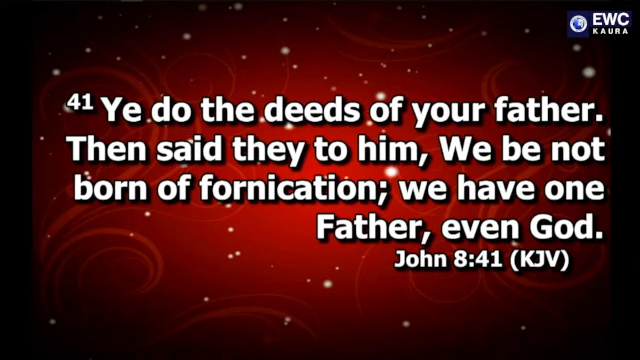 EWC
KAURA
41 Ye do the deeds of your father.
Then said they to him, We be not
born of fornication; we have one
Father, even God.
John 8:41 (KJV)